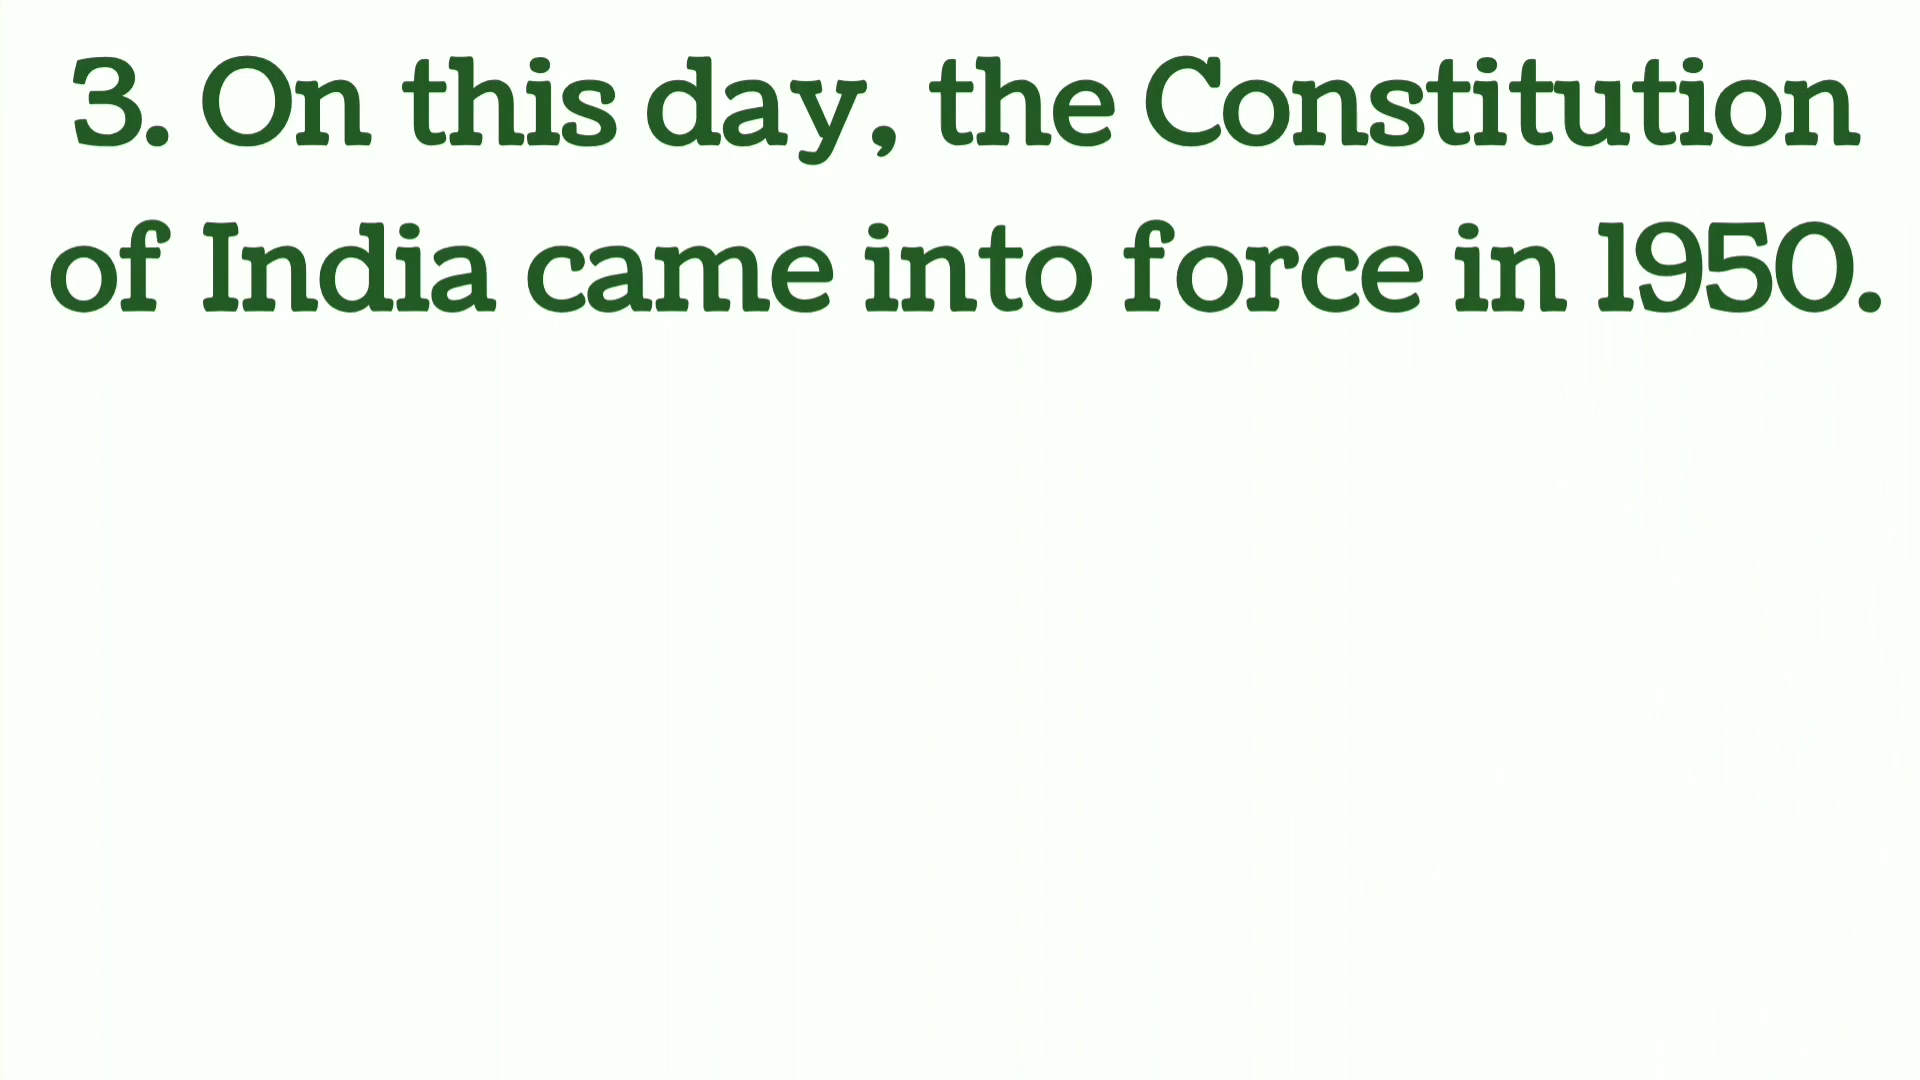 3. On this day, the Constitution
of India came into force in 1950.